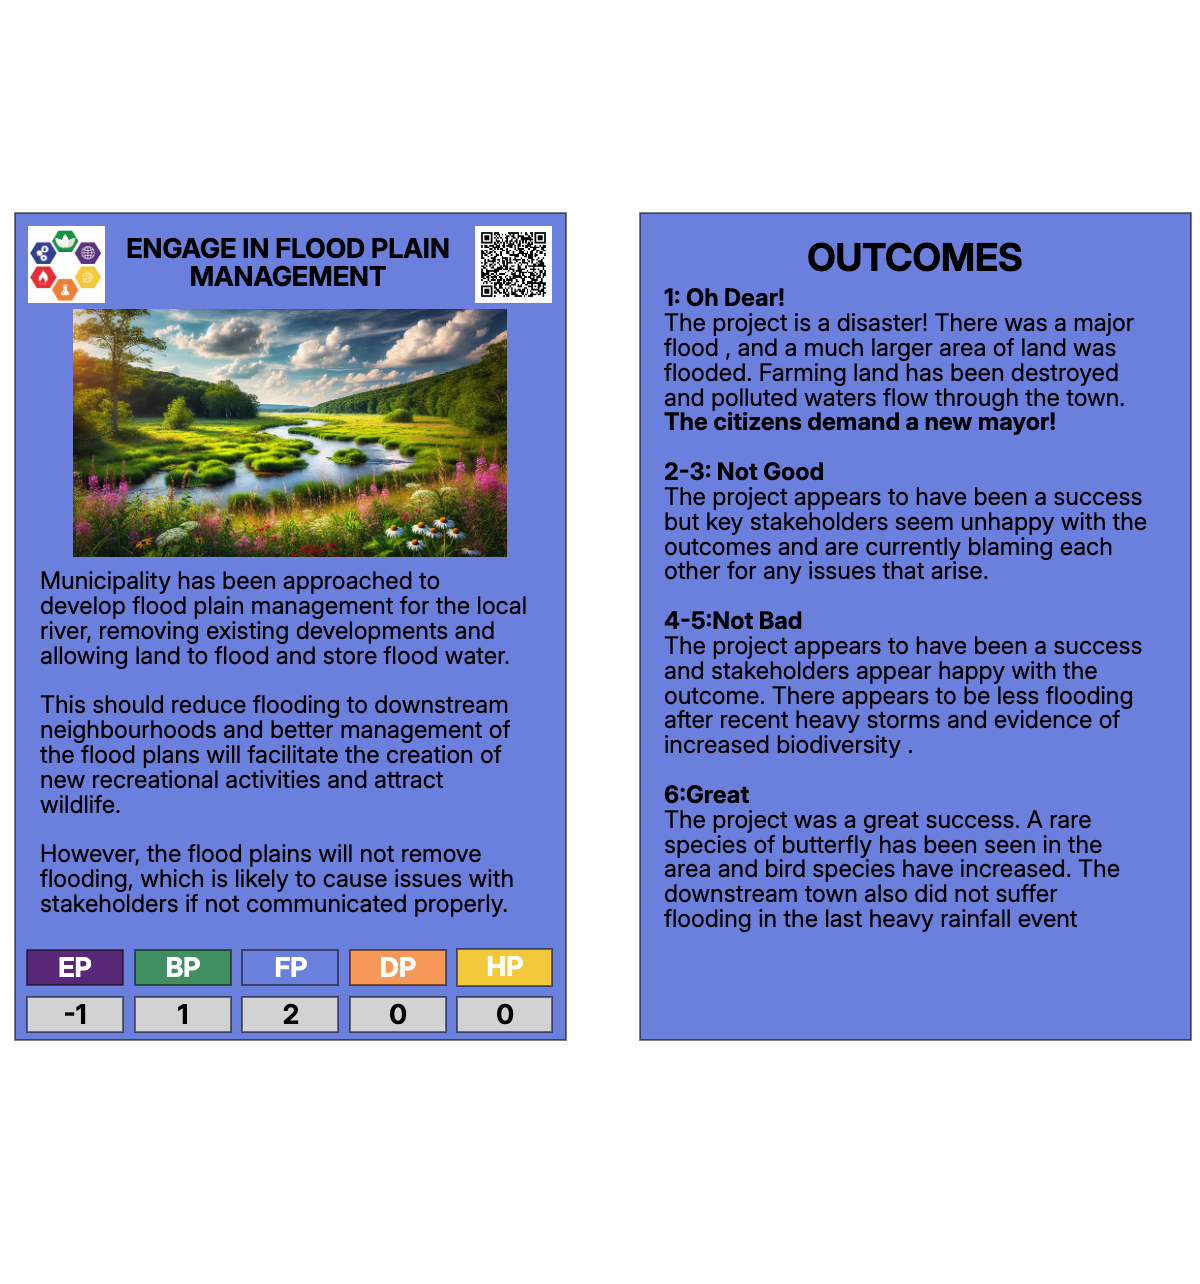 ENGAGE IN FLOOD PLAIN
MANAGEMENT
Municipality has been approached to
develop flood plain management for the local
river, removing existing developments and
allowing land to flood and store flood water.
This should reduce flooding to downstream
neighbourhoods and better management of
the flood plans will facilitate the creation of
new recreational activities and attract
wildlife.
However, the flood plains will not remove
flooding, which is likely to cause issues with
stakeholders if not communicated properly.
EP BP FP DP HP
-1 1 2 0 0
OUTCOMES
1: Oh Dear!
The project is a disaster! There was a major
flood , and a much larger area of land was
flooded. Farming land has been destroyed
and polluted waters flow through the town.
The citizens demand a new mayor!
2-3: Not Good
The project appears to have been a success
but key stakeholders seem unhappy with the
outcomes and are currently blaming each
other for any issues that arise.
4-5:Not Bad
The project appears to have been a success
and stakeholders appear happy with the
outcome. There appears to be less flooding
after recent heavy storms and evidence of
increased biodiversity .
6:Great
The project was a great success. A rare
species of butterfly has been seen in the
area and bird species have increased. The
downstream town also did not suffer
flooding in the last heavy rainfall event